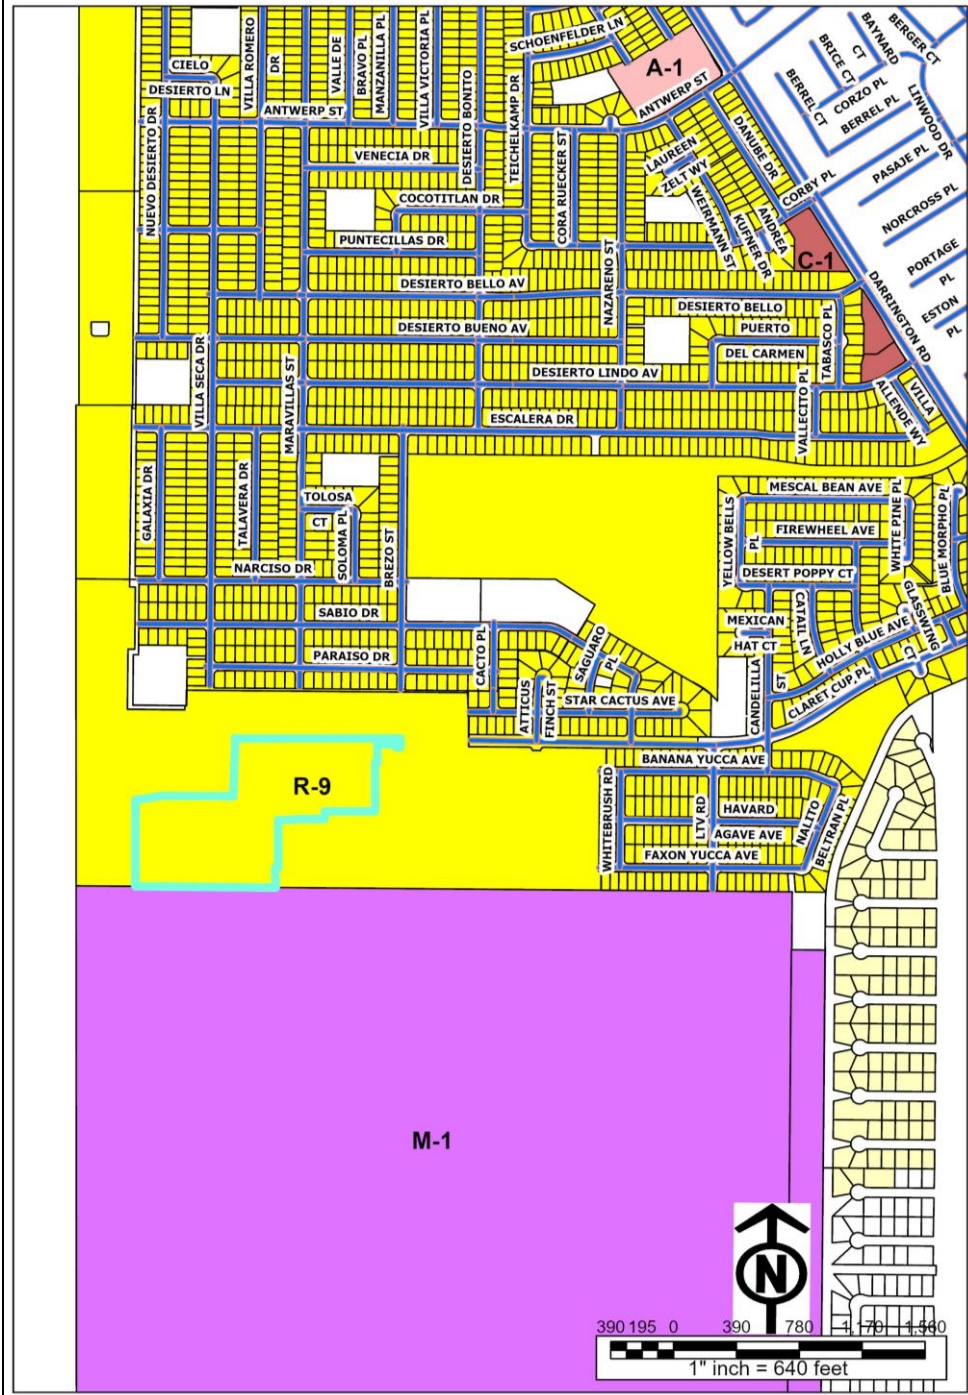 SCHOENFELDER LN
BERGER CT
BAYNARD
CT
BRICE CT
BERREL CT
CORZO PL
BERREL PL
LINWOOD DR
PASAJE PL
NORCROSS PL
PORTAGE
PL
ESTON
PL
CIELO
DESIERTO LN
VILLA ROMERO
DR
VALLE DE
BRAVO PL
MANZANILLA PL
VILLA VICTORIA PL
DESIERTO BONITO
TEICHELKAMP DR
A-1
ANTWERP ST
ANTWERP ST
NUEVO DESIERTO DR
VENECIA DR
COCOTITLAN DR
PUNTECILLAS DR
CORA RUECKER ST
LAUREEN
ZELT WY
WEIRMANN ST
KUFNER DR
ANDREA
DANUBE DR
CORBY PL
C-1
DARRINGTON RD
DESIERTO BELLO AV
NAZARENO ST
DESIERTO BELLO
DESIERTO BUENO AV
PUERTO
DEL CARMEN
TABASCO PL
VILLA SECA DR
MARAVILLAS ST
DESIERTO LINDO AV
ESCALERA DR
VALLECITO PL
ALLENDE WY
VILLA
GALAXIA DR
TALAVERA DR
TOLOSA
CT
SOLOMA PL
BREZO ST
NARCISO DR
SABIO DR
PARAISO DR
MESCAL BEAN AVE
YELLOW BELLS
PL
FIREWHEEL AVE
WHITE PINE PL
BLUE MORPHO PL
DESERT POPPY CT
CATAIL LN
MEXICAN
HAT CT
GLASSWING
CT
HOLLY BLUE AVE
CLARET CUP PL
CANDELILLA
ST
CACTO PL
SAGUARO
PL
ATTICUS
FINCH ST
STAR CACTUS AVE
BANANA YUCCA AVE
R-9
WHITEBRUSH RD
LTV RD
HAVARD
AGAVE AVE
NALITO
BELTRAN PL
FAXON YUCCA AVE
M-1
N
390 195 0 390 780 1,170 1,560
1" inch = 640 feet